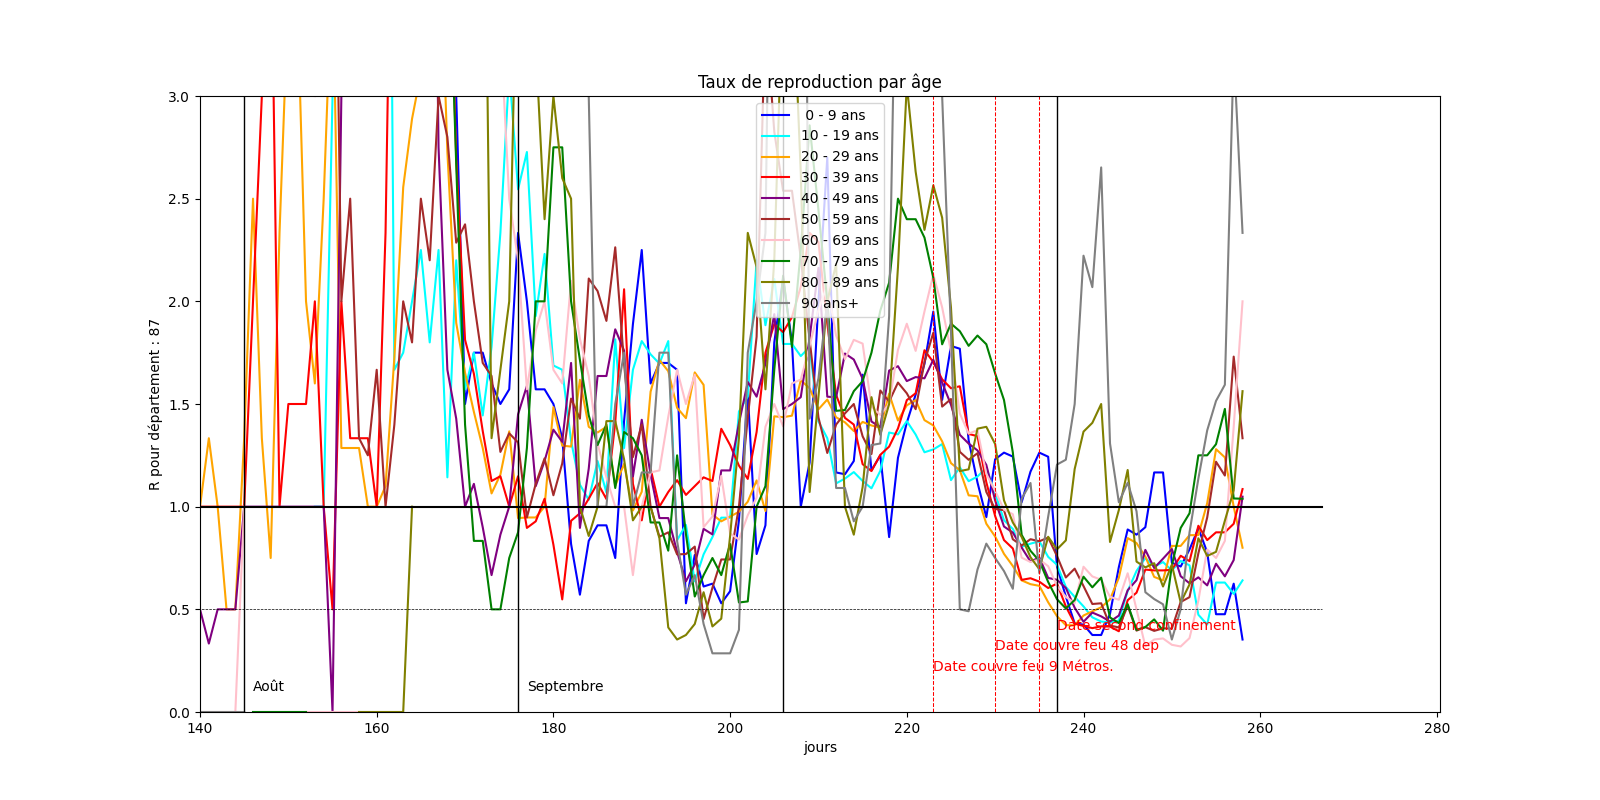 Taux de reproduction par âge
R pour département : 87
3.0
2.5
2.0
1.5
1.0
0.5
0.0
0 - 9 ans
10 - 19 ans
20 - 29 ans
30 - 39 ans
40 - 49 ans
50 - 59 ans
60 - 69 ans
70 - 79 ans
80 - 89 ans
90 ans+
Date second confinement
Date couvre feu 48 dep
Date couvre feu 9 Métros.
Août
Septembre
140
160
180
200
220
240
260
280
jours